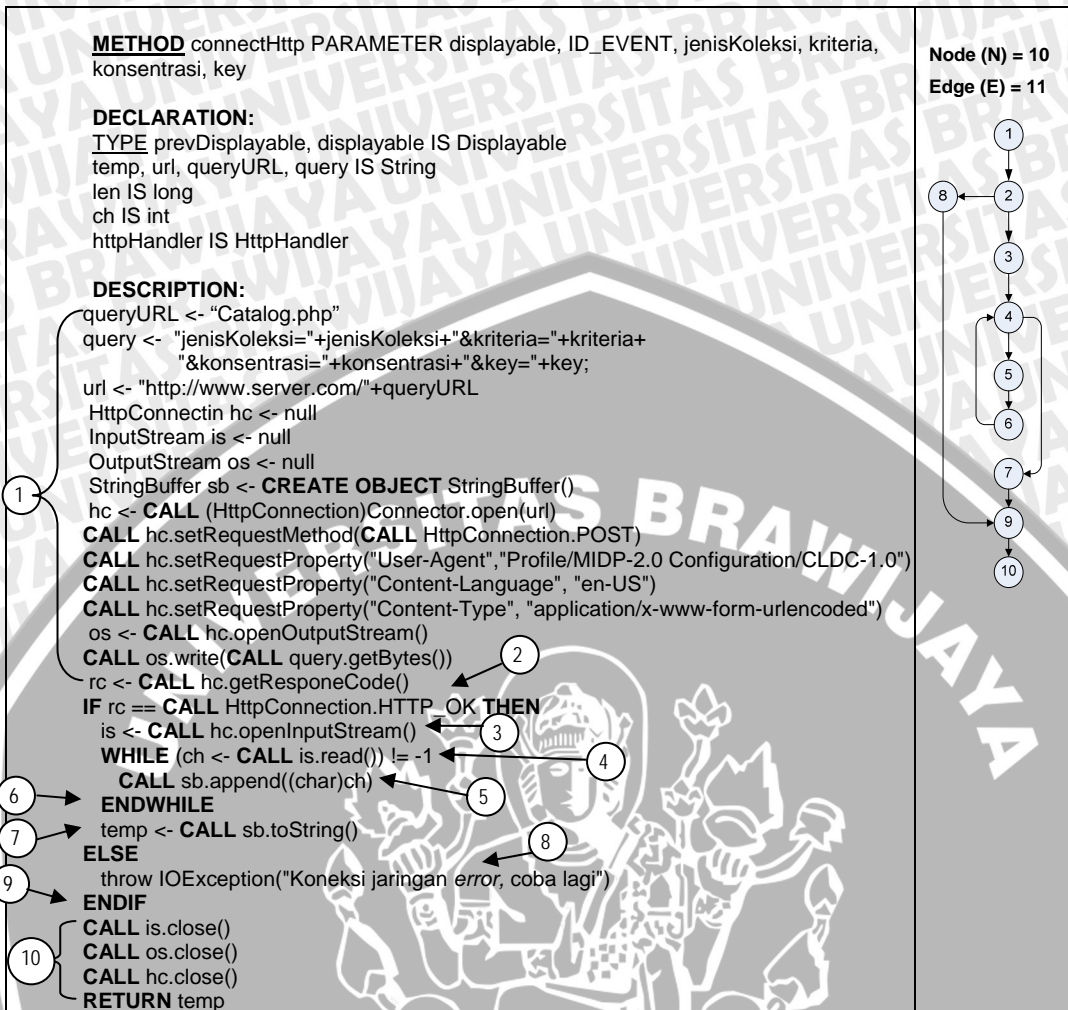 METHOD connectHttp PARAMETER displayable, ID_EVENT, jenisKoleksi, kriteria,
konsentrasi, key
DECLARATION:
TYPE prevDisplayable, displayable IS Displayable
temp, url, queryURL, query IS String
len IS long
ch IS int
httpHandler IS HttpHandler
DESCRIPTION:
queryURL <- “Catalog.php”
query <- "jenisKoleksi="+jenisKoleksi+"&kriteria="+kriteria+
"&konsentrasi="+konsentrasi+"&key="+key;
url <- "http://www.server.com/"+queryURL
HttpConnectin hc <- null
InputStream is <- null
OutputStream os <- null
StringBuffer sb <- CREATE OBJECT StringBuffer()
1
hc <- CALL (HttpConnection)Connector.open(url)
CALL hc.setRequestMethod(CALL HttpConnection.POST)
CALL hc.setRequestProperty("User-Agent","Profile/MIDP-2.0 Configuration/CLDC-1.0")
CALL hc.setRequestProperty("Content-Language", "en-US")
CALL hc.setRequestProperty("Content-Type", "application/x-www-form-urlencoded")
os <- CALL hc.openOutputStream()
CALL os.write(CALL query.getBytes())
2
rc <- CALL hc.getResponeCode()
IF rc == CALL HttpConnection.HTTP_OK THEN
is <- CALL hc.openInputStream()
3
WHILE (ch <- CALL is.read()) != -1
4
CALL sb.append((char)ch)
5
6
ENDWHILE
7
temp <- CALL sb.toString()
ELSE
8
throw IOException("Koneksi jaringan error, coba lagi")
9
ENDIF
10
CALL is.close()
CALL os.close()
CALL hc.close()
RETURN temp
Node (N) = 10
Edge (E) = 11
1
8
2
3
4
5
6
7
9
10
UNIVERSITAS BRAWIJAYA